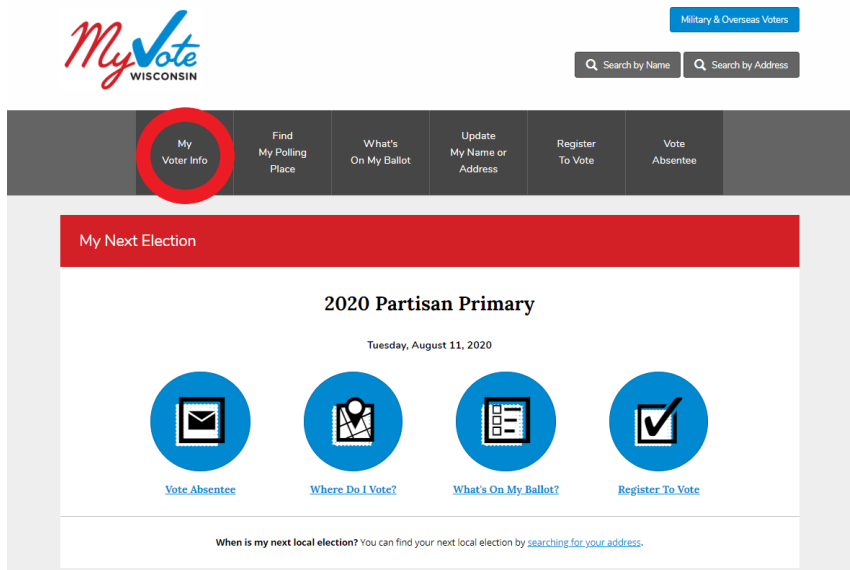 Military & Overseas Voters
My Vote
WISCONSIN
Search by Name
Search by Address
My
Voter Info
Find
My Polling
Place
What's
On My Ballot
Update
My Name or
Address
Register
To Vote
Vote
Absentee
My Next Election
2020 Partisan Primary
Tuesday, August 11, 2020
Vote Absentee
Where Do I Vote?
What's On My Ballot?
Register To Vote
When is my next local election? You can find your next local election by searching for your address.